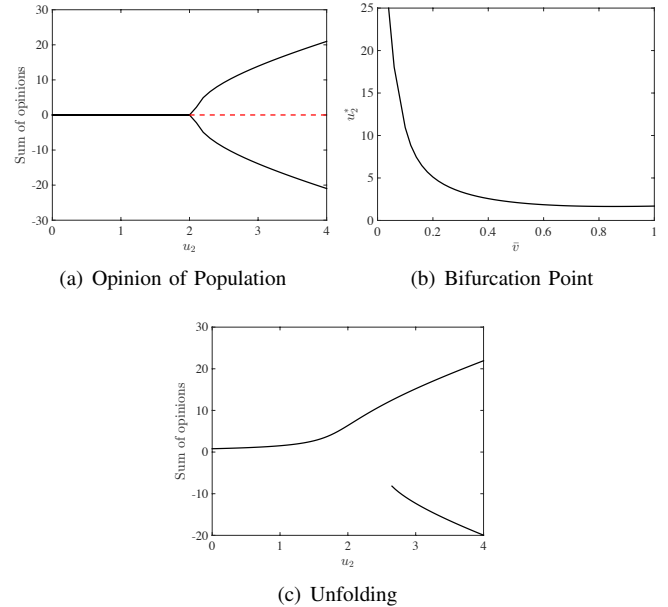 30
20
10
0
-10
-20
-30
Sum of opinions
0 1 2 3 4
u₂
(a) Opinion of Population
25
20
15
10
5
0
u₂*
0 0.2 0.4 0.6 0.8 1
v̄
(b) Bifurcation Point
30
20
10
0
-10
-20
Sum of opinions
0 1 2 3 4
u₂
(c) Unfolding